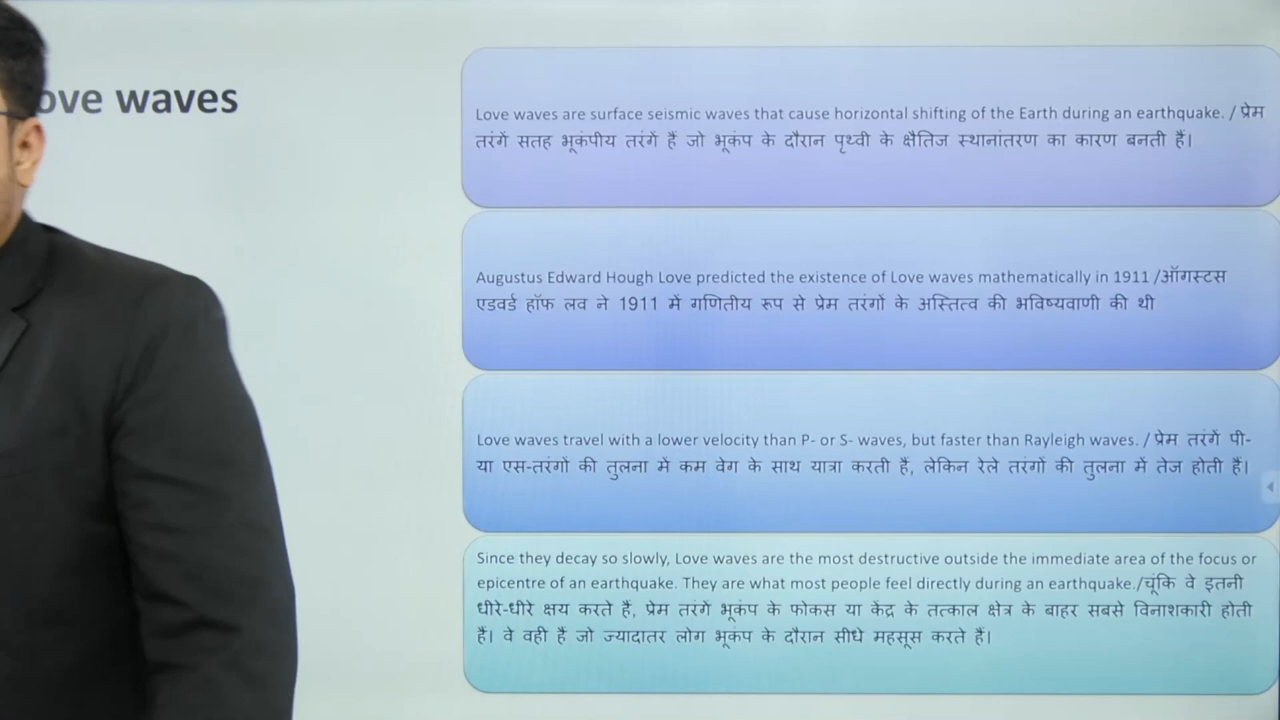 ove waves
Love waves are surface seismic waves that cause horizontal shifting of the Earth during an earthquake. / प्रेम
तरंगें सतह भूकंपीय तरंगें हैं जो भूकंप के दौरान पृथ्वी के क्षैतिज स्थानांतरण का कारण बनती हैं।
Augustus Edward Hough Love predicted the existence of Love waves mathematically in 1911 /ऑगस्टस
एडवर्ड हॉफ लव ने 1911 में गणितीय रूप से प्रेम तरंगों के अस्तित्व की भविष्यवाणी की थी
Love waves travel with a lower velocity than P- or S- waves, but faster than Rayleigh waves. / प्रेम तरंगें पी-
या एस-तरंगों की तुलना में कम वेग के साथ यात्रा करती हैं, लेकिन रेले तरंगों की तुलना में तेज होती हैं।
Since they decay so slowly, Love waves are the most destructive outside the immediate area of the focus or
epicentre of an earthquake. They are what most people feel directly during an earthquake./चूंकि वे इतनी
धीरे-धीरे क्षय करते हैं, प्रेम तरंगें भूकंप के फोकस या केंद्र के तत्काल क्षेत्र के बाहर सबसे विनाशकारी होती
हैं। वे वही हैं जो ज्यादातर लोग भूकंप के दौरान सीधे महसूस करते हैं।